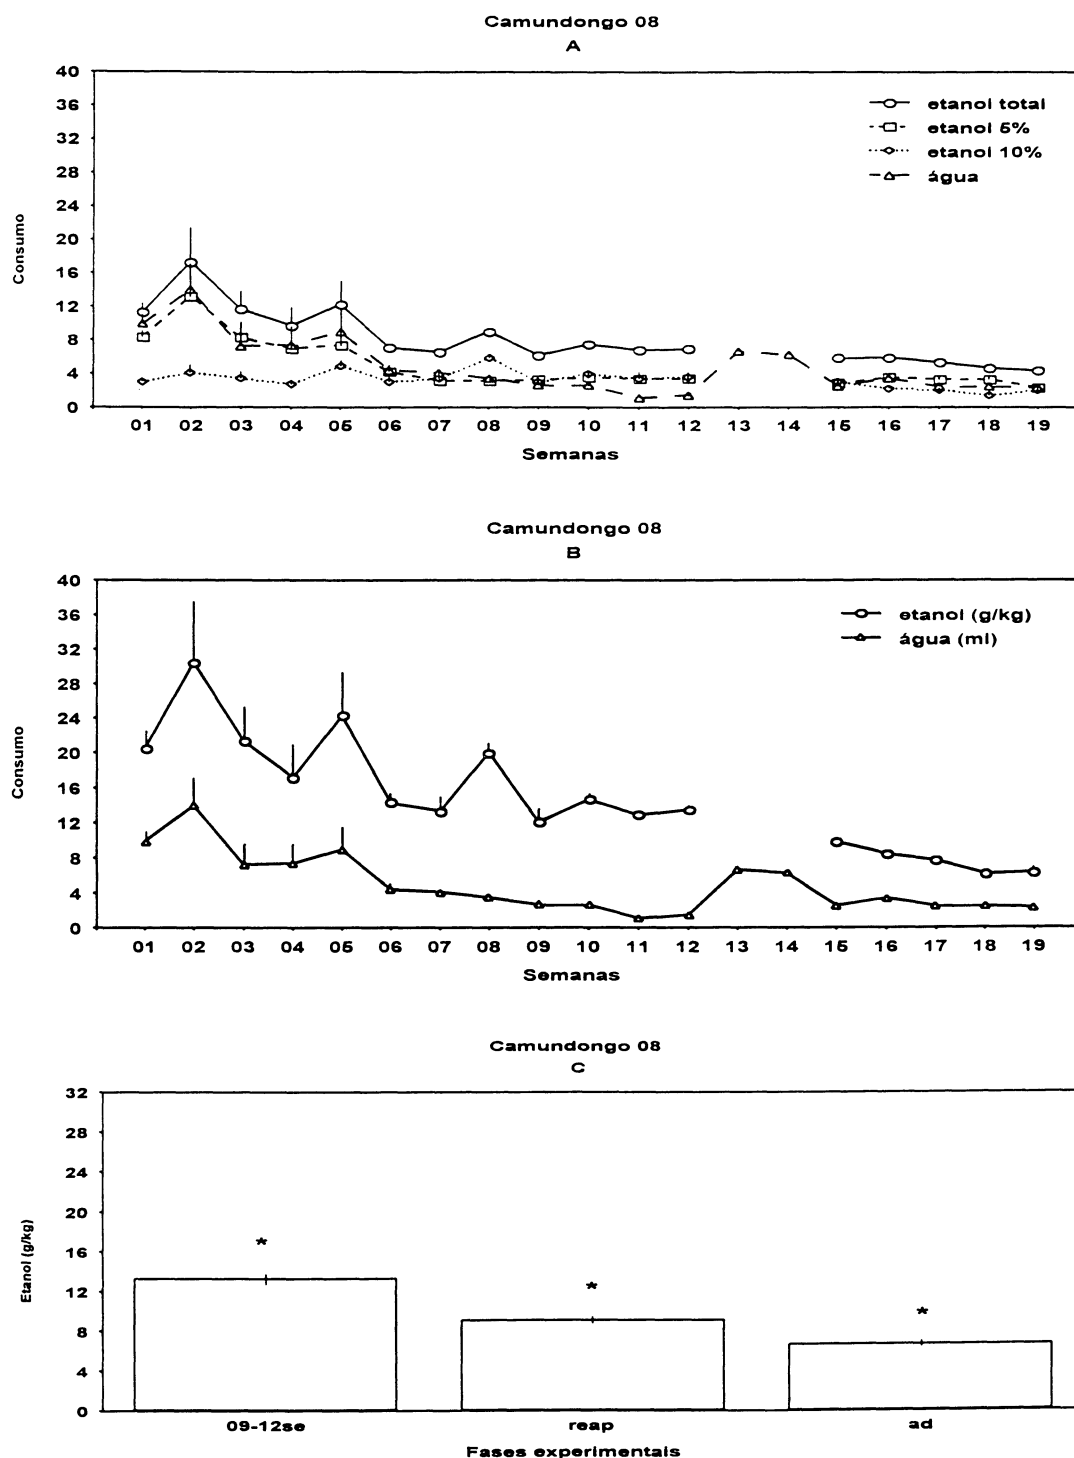 Camundongo 08
A
40
36
32
28
24
20
16
12
8
4
0
Consumo
etanol total
etanol 5%
etanol 10%
água
01 02 03 04 05 06 07 08 09 10 11 12 13 14 15 16 17 18 19
Semanas
Camundongo 08
B
40
36
32
28
24
20
16
12
8
4
0
Consumo
etanol (g/kg)
água (ml)
01 02 03 04 05 06 07 08 09 10 11 12 13 14 15 16 17 18 19
Semanas
Camundongo 08
C
32
28
24
20
16
12
8
4
0
Etanol (g/kg)
* * *
09-12se reap ad
Fases experimentais